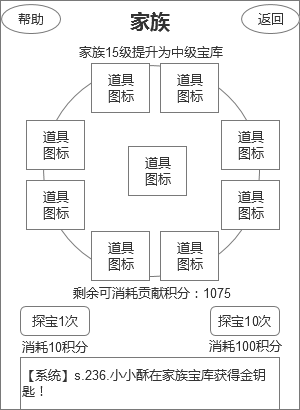 帮助
家族
返回
家族15级提升为中级宝库
道具
图标
道具
图标
道具
图标
道具
图标
道具
图标
道具
图标
道具
图标
道具
图标
道具
图标
剩余可消耗贡献积分：1075
探宝1次
探宝10次
消耗10积分
消耗100积分
【系统】s.236.小小酥在家族宝库获得金钥
匙！